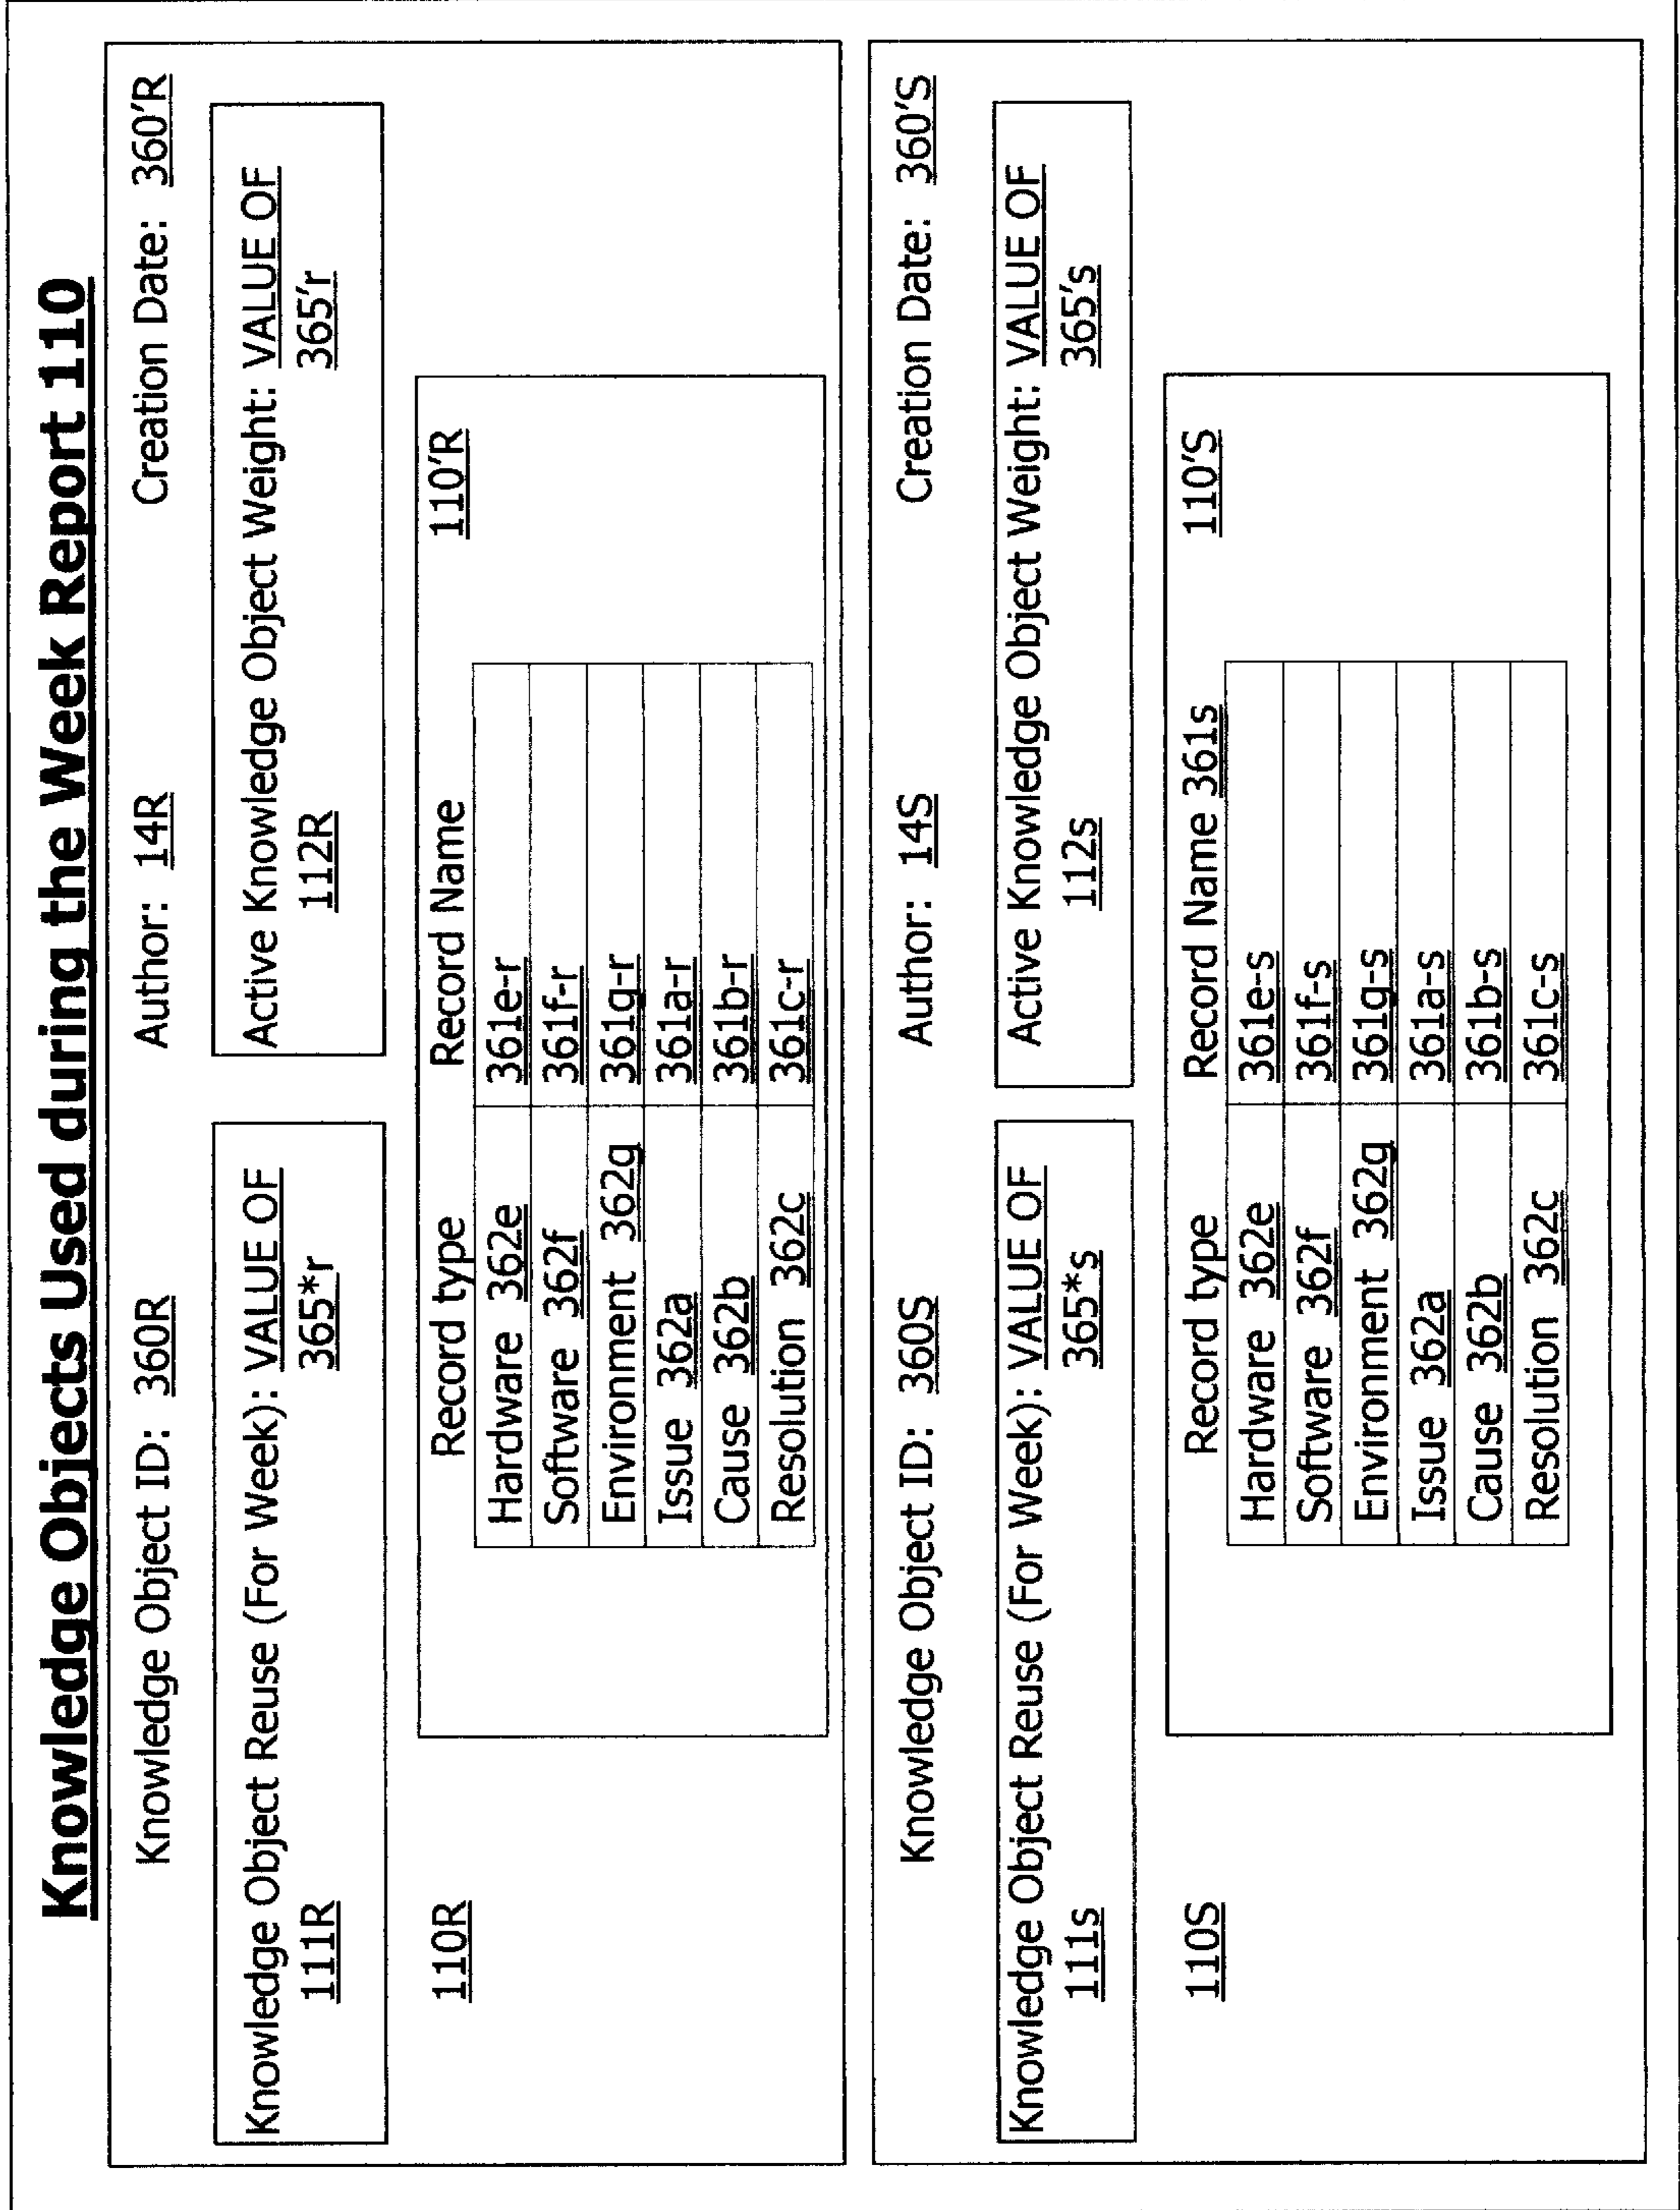 Knowledge Objects Used during the Week Report 110
Knowledge Object ID: 360R Author: 14R Creation Date: 360'R
Knowledge Object Reuse (For Week): VALUE OF
111R 365*r
Active Knowledge Object Weight: VALUE OF
112R 365'r
110R
Record type Record Name 110'R
Hardware 362e 361e-r
Software 362f 361f-r
Environment 362g 361g-r
Issue 362a 361a-r
Cause 362b 361b-r
Resolution 362c 361c-r
Knowledge Object ID: 360S Author: 14S Creation Date: 360'S
Knowledge Object Reuse (For Week): VALUE OF
111s 365*s
Active Knowledge Object Weight: VALUE OF
112s 365's
110S
Record type Record Name 361s 110'S
Hardware 362e 361e-s
Software 362f 361f-s
Environment 362g 361g-s
Issue 362a 361a-s
Cause 362b 361b-s
Resolution 362c 361c-s